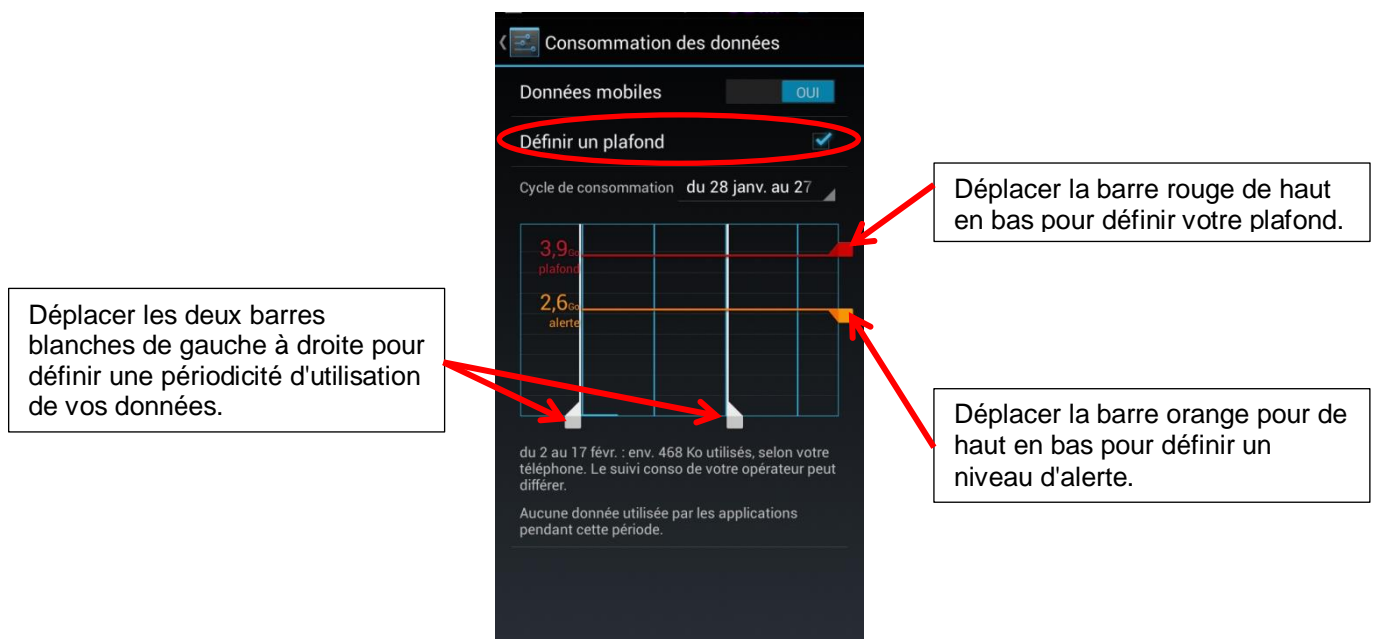 Consommation des données
Données mobiles
OUI
Définir un plafond
Cycle de consommation du 28 janv. au 27
3,9Go
plafond
2,6Go
alerte
du 2 au 17 févr. : env. 468 Ko utilisés, selon votre
téléphone. Le suivi conso de votre opérateur peut
différer.
Aucune donnée utilisée par les applications
pendant cette période.
Déplacer les deux barres
blanches de gauche à droite pour
définir une périodicité d'utilisation
de vos données.
Déplacer la barre rouge de haut
en bas pour définir votre plafond.
Déplacer la barre orange pour de
haut en bas pour définir un
niveau d'alerte.